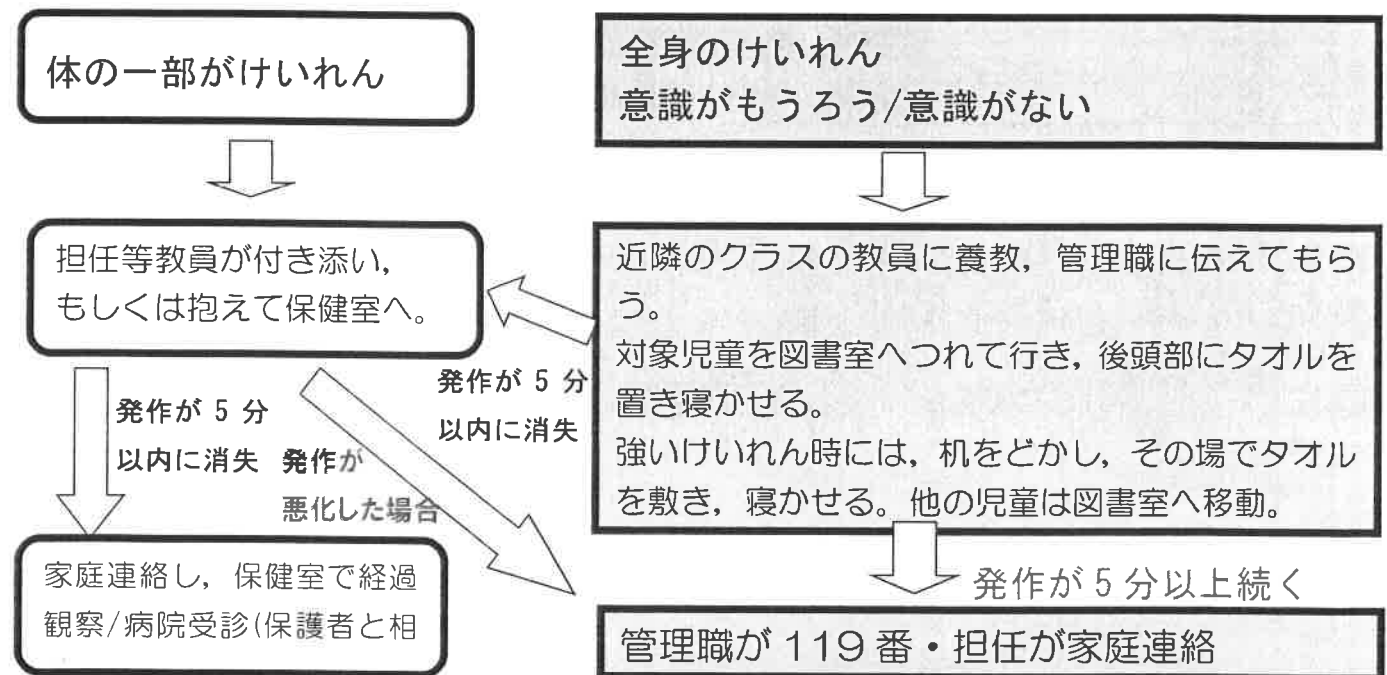 体の一部がけいれん
全身のけいれん
意識がもうろう/意識がない
担任等教員が付き添い，
もしくは抱えて保健室へ。
近隣のクラスの教員に養教，管理職に伝えてもら
う。
対象児童を図書室へつれて行き，後頭部にタオルを
置き寝かせる。
強いけいれん時には，机をどかし，その場でタオル
を敷き，寝かせる。他の児童は図書室へ移動。
発作が 5 分
以内に消失
発作が
悪化した場合
発作が 5 分
以内に消失
発作が 5 分以上続く
家庭連絡し，保健室で経過
観察/病院受診(保護者と相
管理職が 119 番・担任が家庭連絡